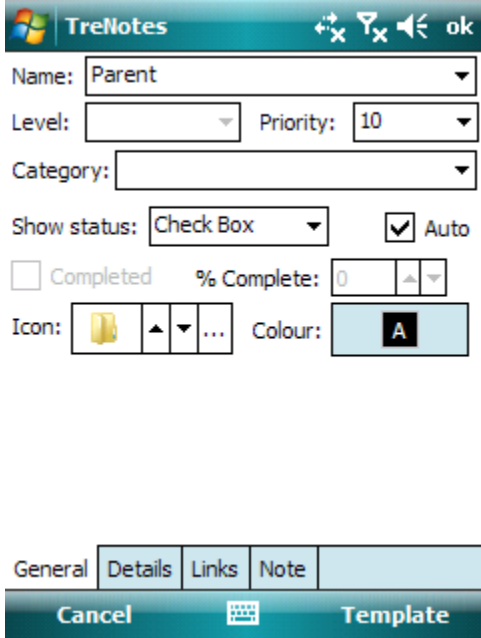 TreNotes ok
Name: Parent
Level: Priority: 10
Category:
Show status: Check Box Auto
Completed % Complete: 0
Icon: ... Colour: A
General Details Links Note
Cancel Template